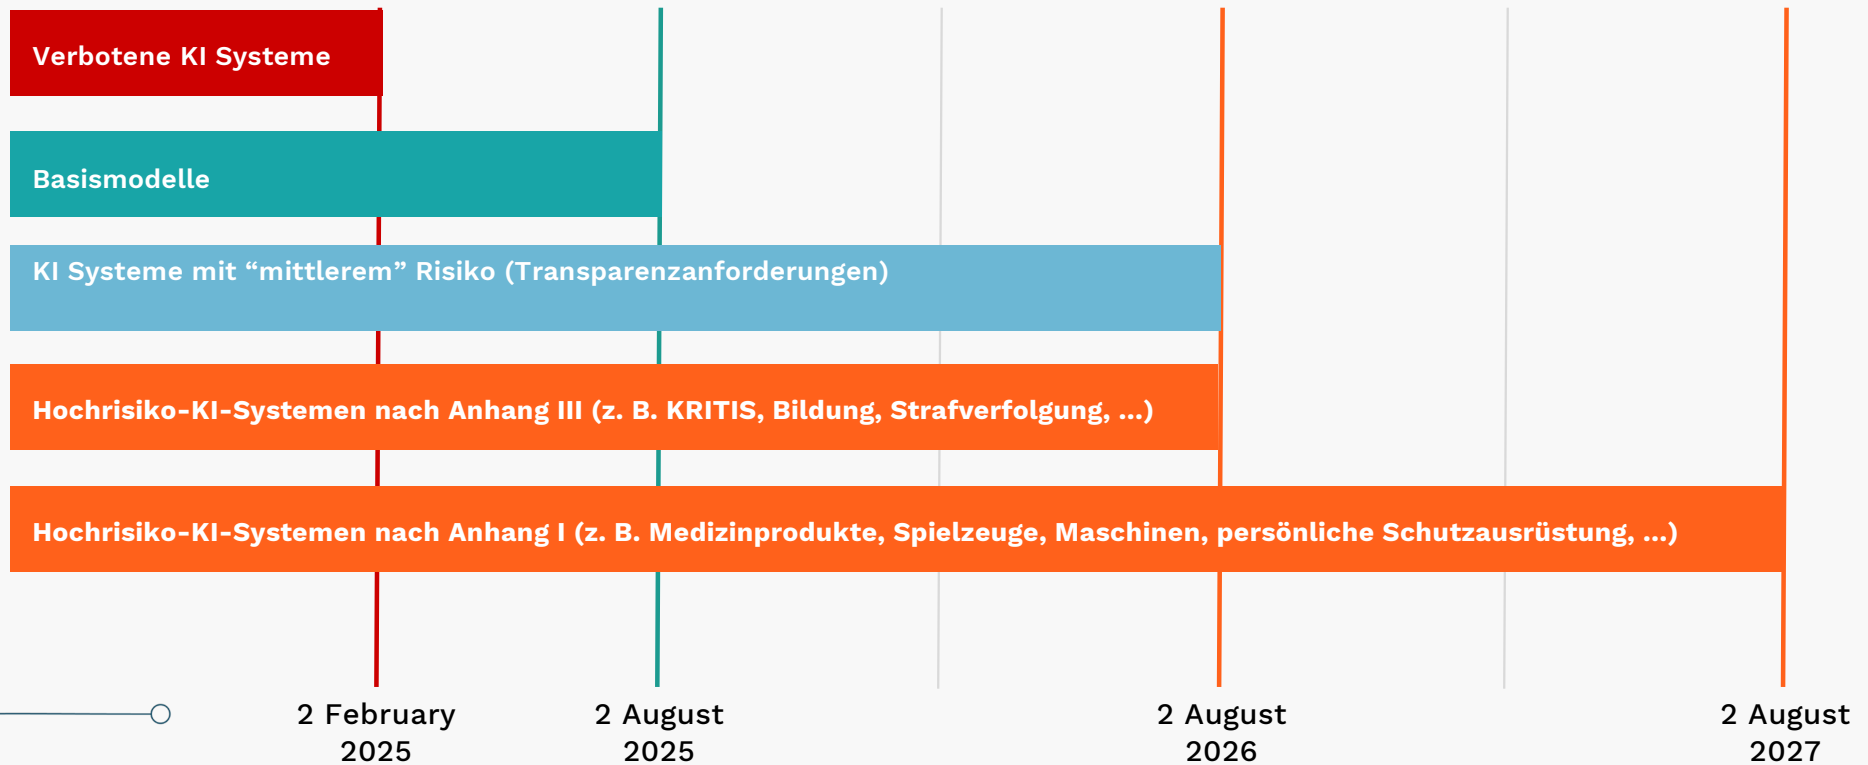 Verbotene KI Systeme
Basismodelle
KI Systeme mit “mittlerem” Risiko (Transparenzanforderungen)
Hochrisiko-KI-Systemen nach Anhang III (z. B. KRITIS, Bildung, Strafverfolgung, ...)
Hochrisiko-KI-Systemen nach Anhang I (z. B. Medizinprodukte, Spielzeuge, Maschinen, persönliche Schutzausrüstung, ...)
2 February
2025
2 August
2025
2 August
2026
2 August
2027